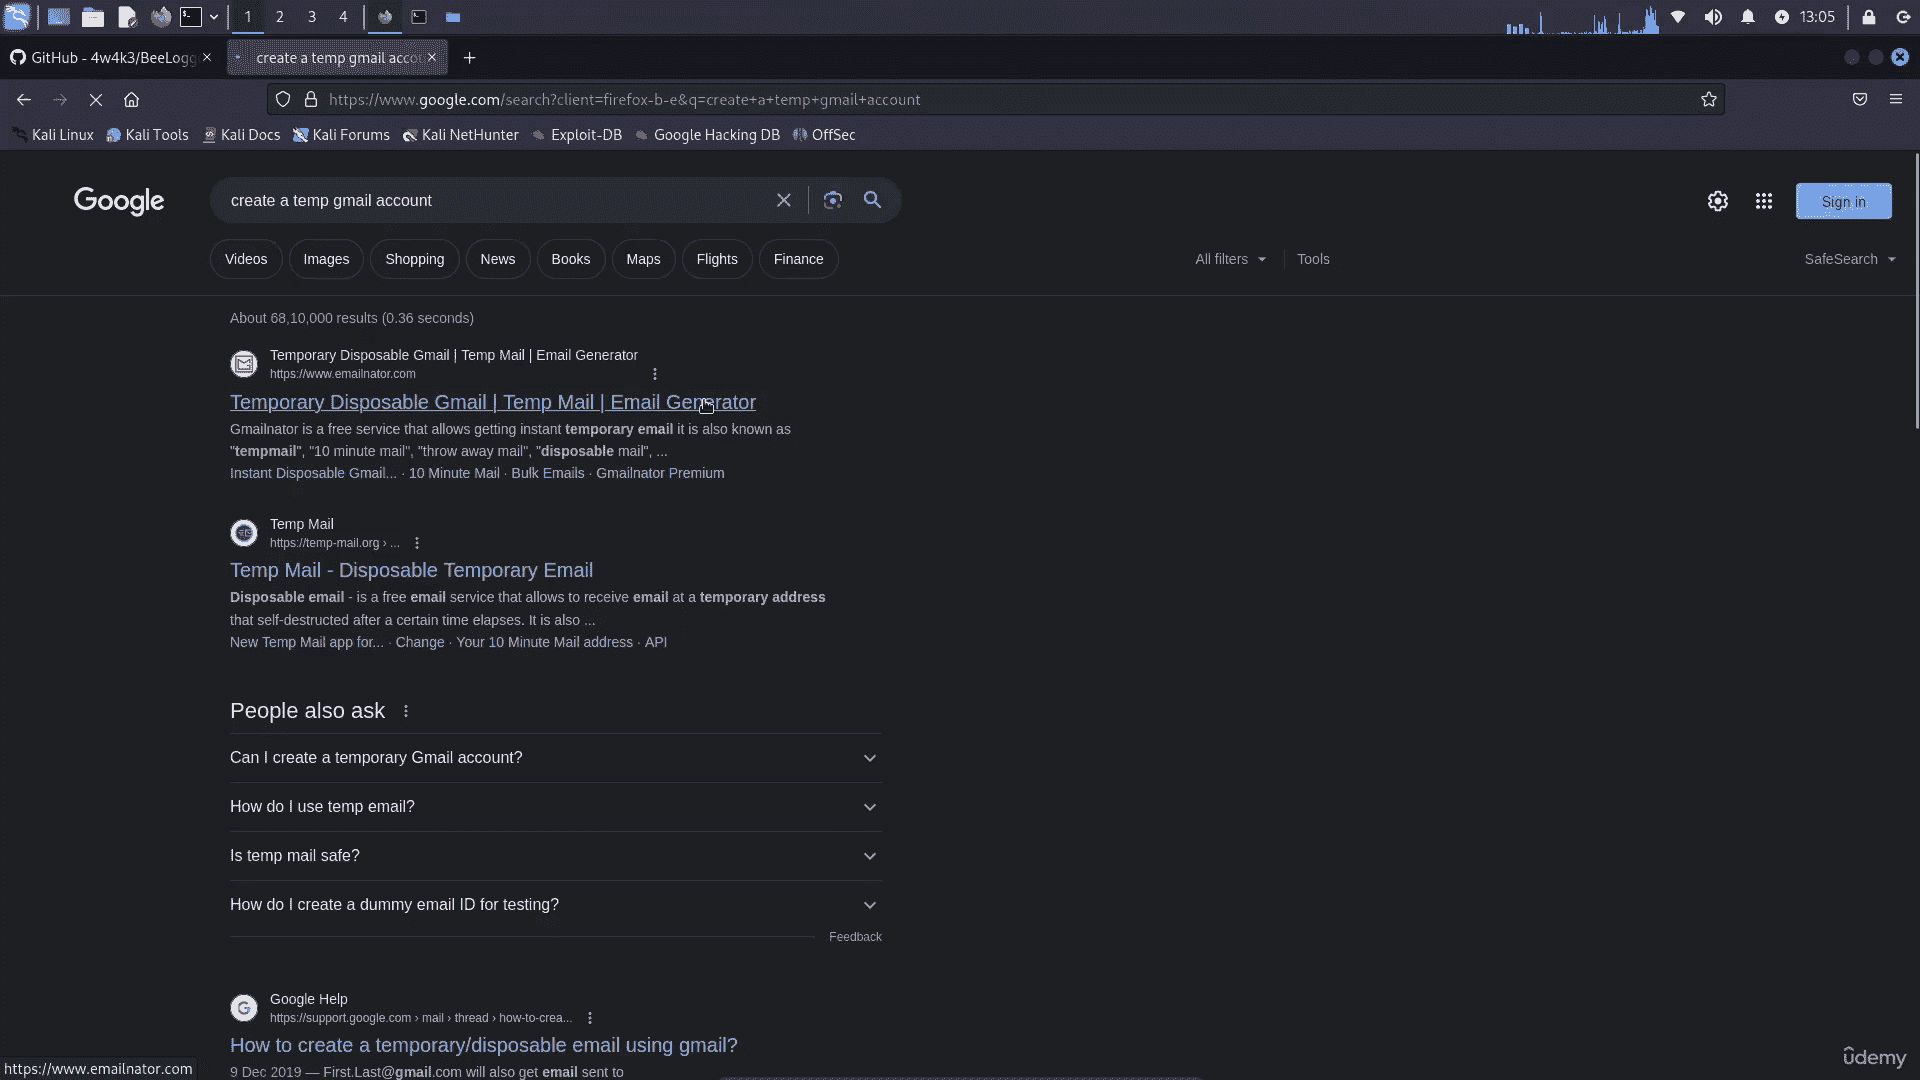 1 2 3 4 13:05
GitHub - 4w4k3/BeeLogg
create a temp gmail acco
https://www.google.com/search?client=firefox-b-e&q=create+a+temp+gmail+account
Kali Linux Kali Tools Kali Docs Kali Forums Kali NetHunter Exploit-DB Google Hacking DB OffSec
Google create a temp gmail account Sign in
Videos Images Shopping News Books Maps Flights Finance All filters Tools SafeSearch
About 68,10,000 results (0.36 seconds)
Temporary Disposable Gmail | Temp Mail | Email Generator
https://www.emailnator.com
Temporary Disposable Gmail | Temp Mail | Email Generator
Gmailnator is a free service that allows getting instant temporary email it is also known as
"tempmail", "10 minute mail", "throw away mail", "disposable mail", ...
Instant Disposable Gmail... · 10 Minute Mail · Bulk Emails · Gmailnator Premium
Temp Mail
https://temp-mail.org › ...
Temp Mail - Disposable Temporary Email
Disposable email - is a free email service that allows to receive email at a temporary address
that self-destructed after a certain time elapses. It is also ...
New Temp Mail app for... · Change · Your 10 Minute Mail address · API
People also ask
Can I create a temporary Gmail account?
How do I use temp email?
Is temp mail safe?
How do I create a dummy email ID for testing?
Feedback
Google Help
https://support.google.com › mail › thread › how-to-crea...
How to create a temporary/disposable email using gmail?
9 Dec 2019 — First.Last@gmail.com will also get email sent to
https://www.emailnator.com
ûdemy